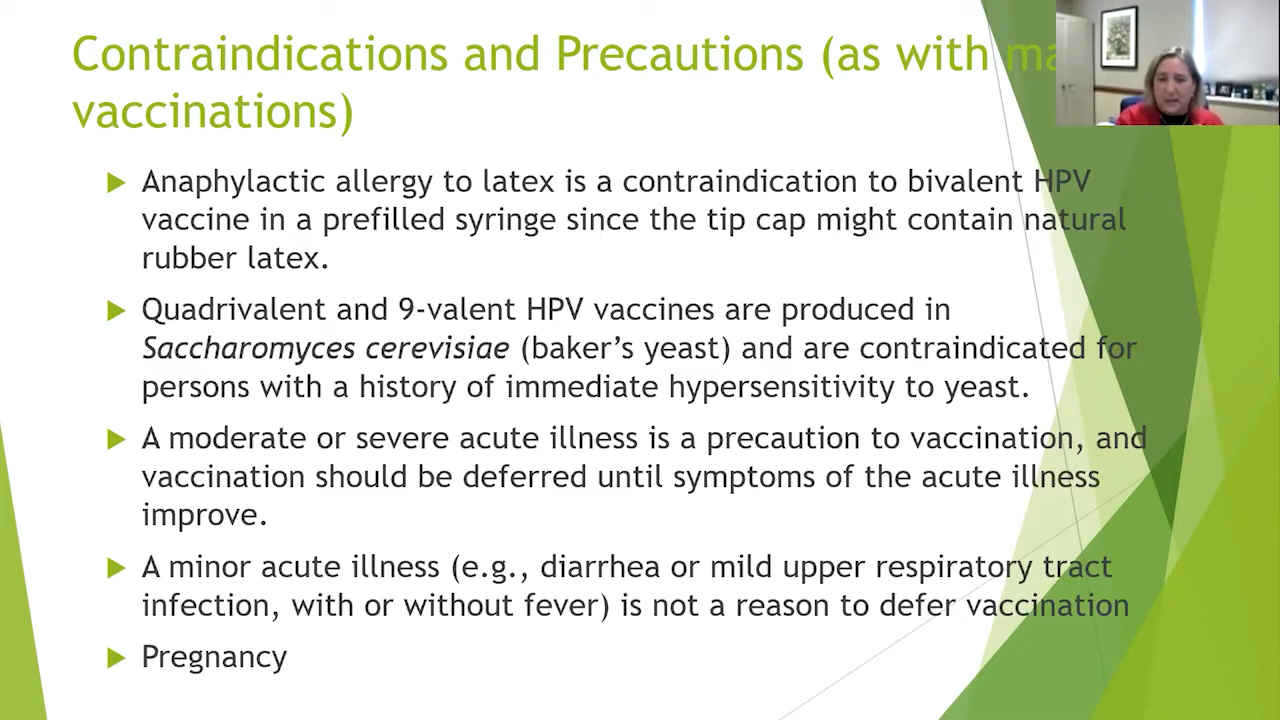 Contraindications and Precautions (as with
vaccinations)
Anaphylactic allergy to latex is a contraindication to bivalent HPV
vaccine in a prefilled syringe since the tip cap might contain natural
rubber latex.
Quadrivalent and 9-valent HPV vaccines are produced in
Saccharomyces cerevisiae (baker’s yeast) and are contraindicated for
persons with a history of immediate hypersensitivity to yeast.
A moderate or severe acute illness is a precaution to vaccination, and
vaccination should be deferred until symptoms of the acute illness
improve.
A minor acute illness (e.g., diarrhea or mild upper respiratory tract
infection, with or without fever) is not a reason to defer vaccination
Pregnancy